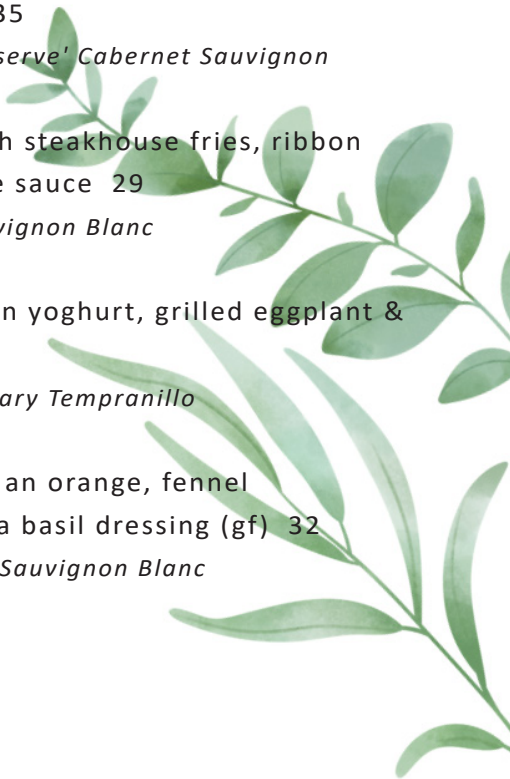 35
serve' Cabernet Sauvignon
h steakhouse fries, ribbon
e sauce 29
vignon Blanc
n yoghurt, grilled eggplant &
ary Tempranillo
an orange, fennel
a basil dressing (gf) 32
Sauvignon Blanc